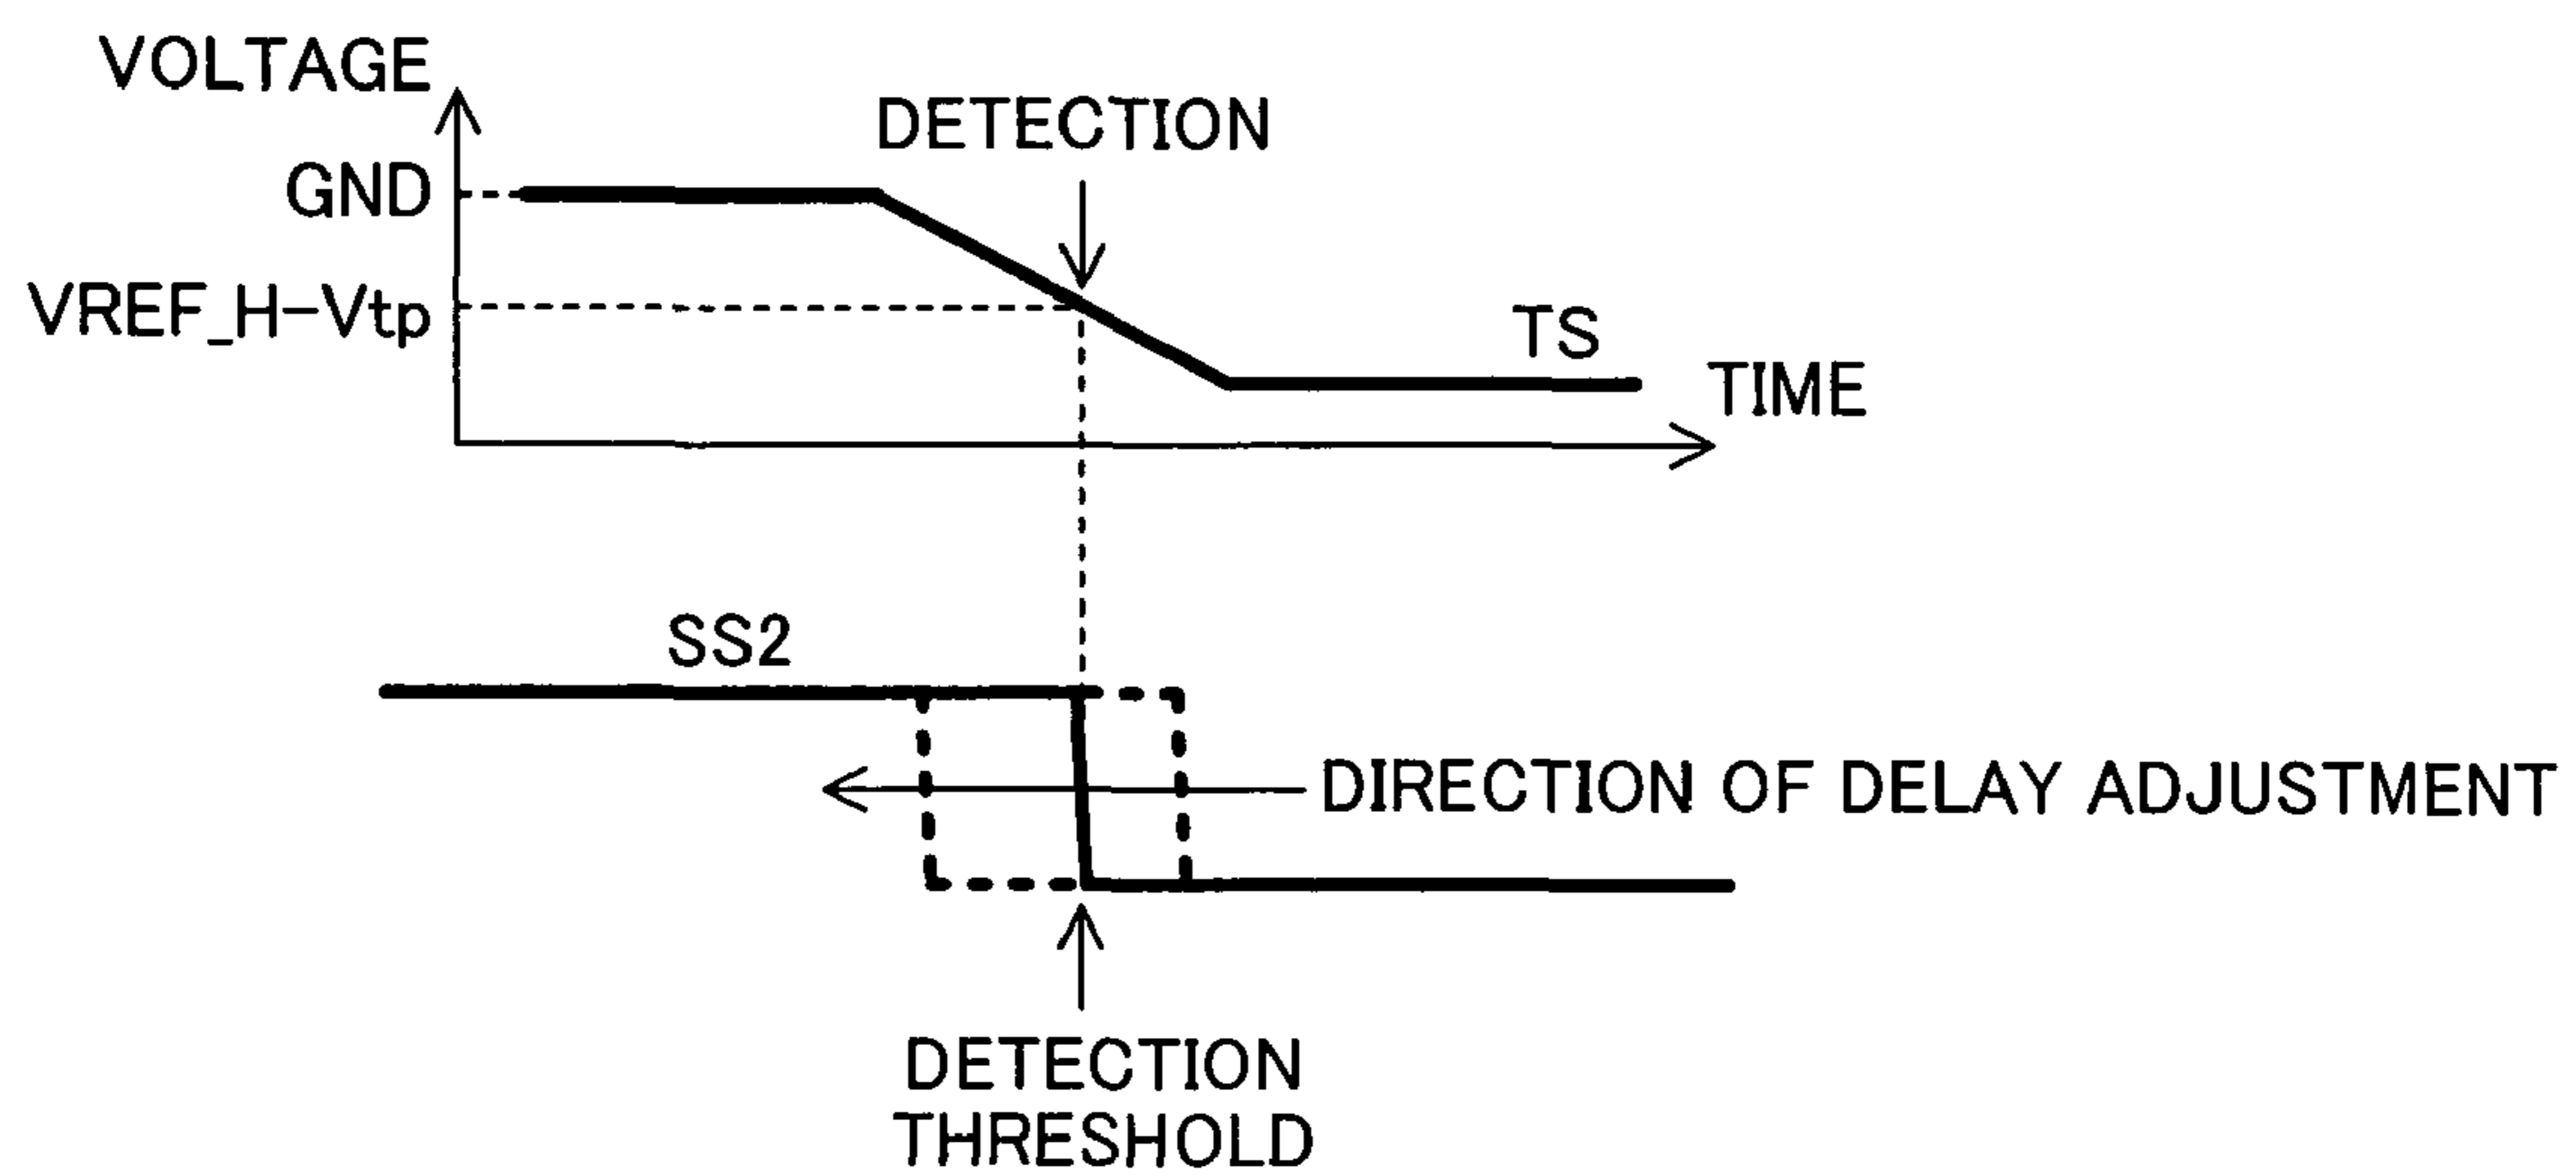 VOLTAGE
DETECTION
GND
VREF_H-Vtp
TS
TIME
SS2
DIRECTION OF DELAY ADJUSTMENT
DETECTION
THRESHOLD